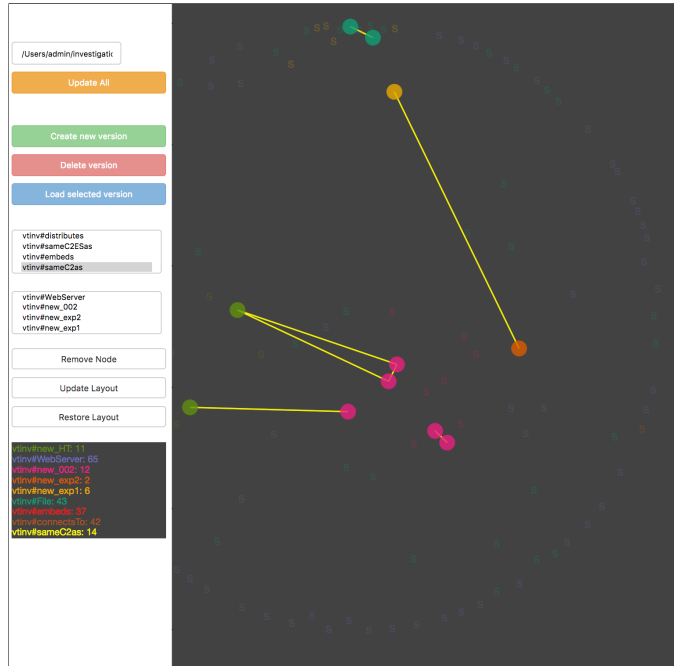 /Users/admin/investigatic
Update All
Create new version
Delete version
Load selected version
vtinv#distributes
vtinv#sameC2ESas
vtinv#embeds
vtinv#sameC2as
vtinv#WebServer
vtinv#new_002
vtinv#new_exp2
vtinv#new_exp1
Remove Node
Update Layout
Restore Layout
vtinv#new_HT: 11
vtinv#WebServer: 65
vtinv#new_002: 12
vtinv#new_exp2: 2
vtinv#new_exp1: 6
vtinv#File: 43
vtinv#embeds: 37
vtinv#connectsTo: 42
vtinv#sameC2as: 14